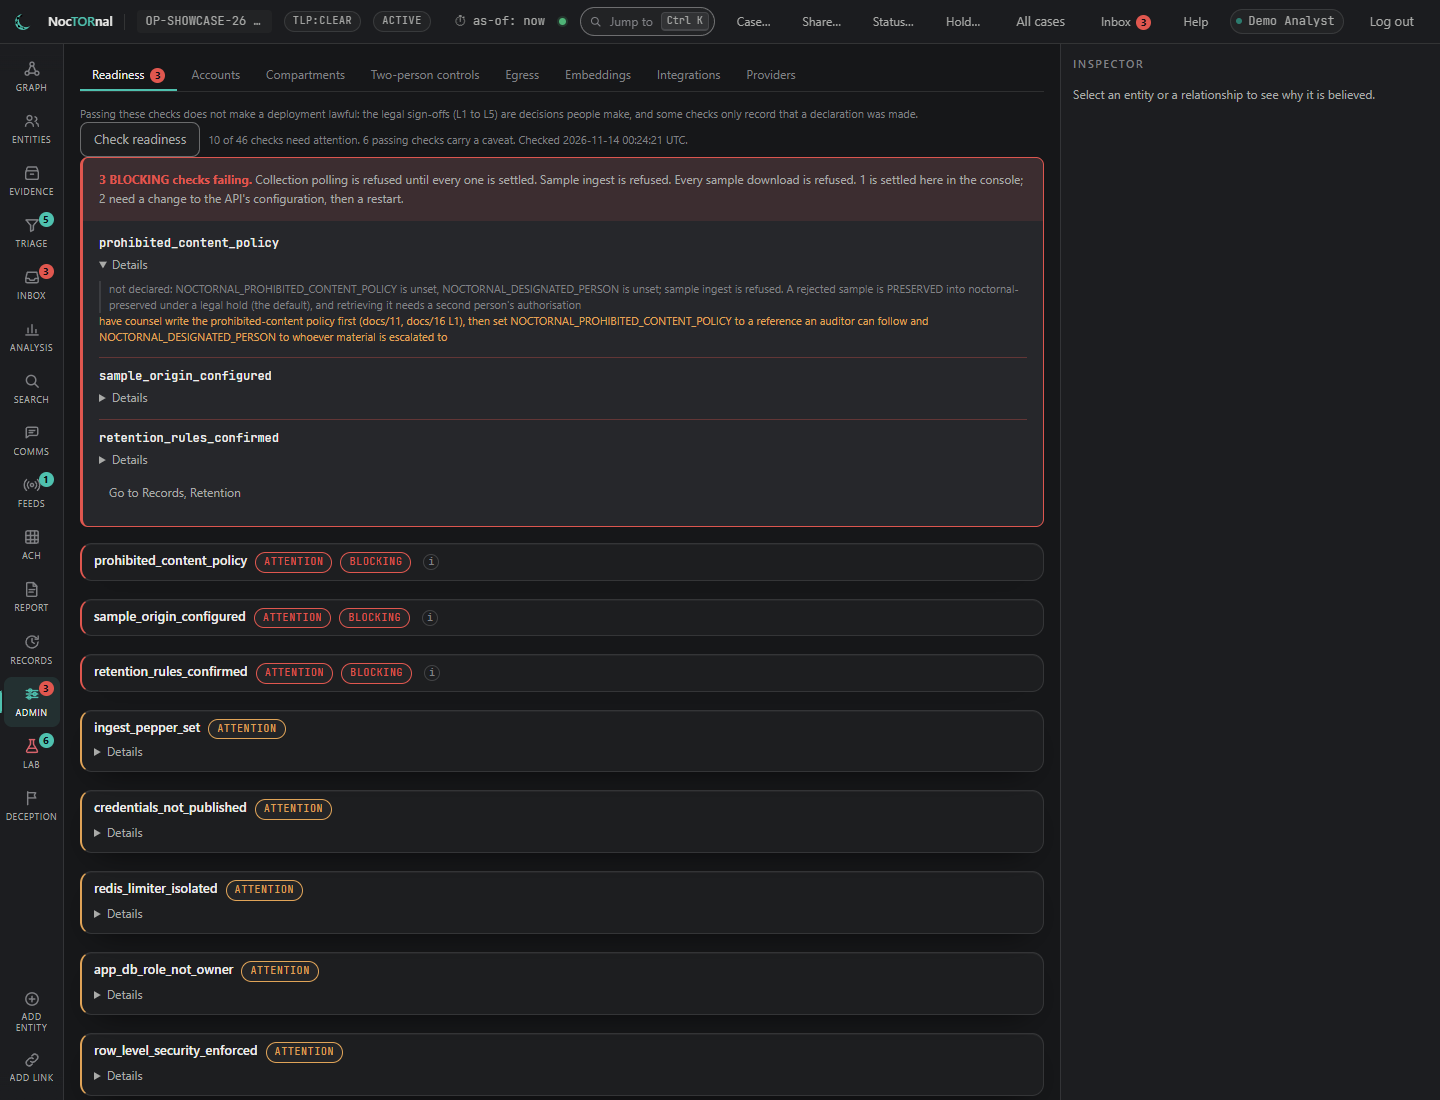 NocTORnal
OP-SHOWCASE-26 …
TLP:CLEAR
ACTIVE
as-of: now
Jump to
Ctrl K
Case...
Share...
Status...
Hold...
All cases
Inbox 3
Help
Demo Analyst
Log out
GRAPH
ENTITIES
EVIDENCE
5
TRIAGE
3
INBOX
ANALYSIS
SEARCH
COMMS
1
FEEDS
ACH
REPORT
RECORDS
3
ADMIN
6
LAB
DECEPTION
ADD
ENTITY
ADD LINK
Readiness 3
Accounts
Compartments
Two-person controls
Egress
Embeddings
Integrations
Providers
Passing these checks does not make a deployment lawful: the legal sign-offs (L1 to L5) are decisions people make, and some checks only record that a declaration was made.
Check readiness
10 of 46 checks need attention. 6 passing checks carry a caveat. Checked 2026-11-14 00:24:21 UTC.
3 BLOCKING checks failing. Collection polling is refused until every one is settled. Sample ingest is refused. Every sample download is refused. 1 is settled here in the console;
2 need a change to the API's configuration, then a restart.
prohibited_content_policy
Details
not declared: NOCTORNAL_PROHIBITED_CONTENT_POLICY is unset, NOCTORNAL_DESIGNATED_PERSON is unset; sample ingest is refused. A rejected sample is PRESERVED into noctornal-
preserved under a legal hold (the default), and retrieving it needs a second person's authorisation
have counsel write the prohibited-content policy first (docs/11, docs/16 L1), then set NOCTORNAL_PROHIBITED_CONTENT_POLICY to a reference an auditor can follow and
NOCTORNAL_DESIGNATED_PERSON to whoever material is escalated to
sample_origin_configured
Details
retention_rules_confirmed
Details
Go to Records, Retention
prohibited_content_policy ATTENTION BLOCKING i
sample_origin_configured ATTENTION BLOCKING i
retention_rules_confirmed ATTENTION BLOCKING i
ingest_pepper_set ATTENTION
Details
credentials_not_published ATTENTION
Details
redis_limiter_isolated ATTENTION
Details
app_db_role_not_owner ATTENTION
Details
row_level_security_enforced ATTENTION
Details
INSPECTOR
Select an entity or a relationship to see why it is believed.